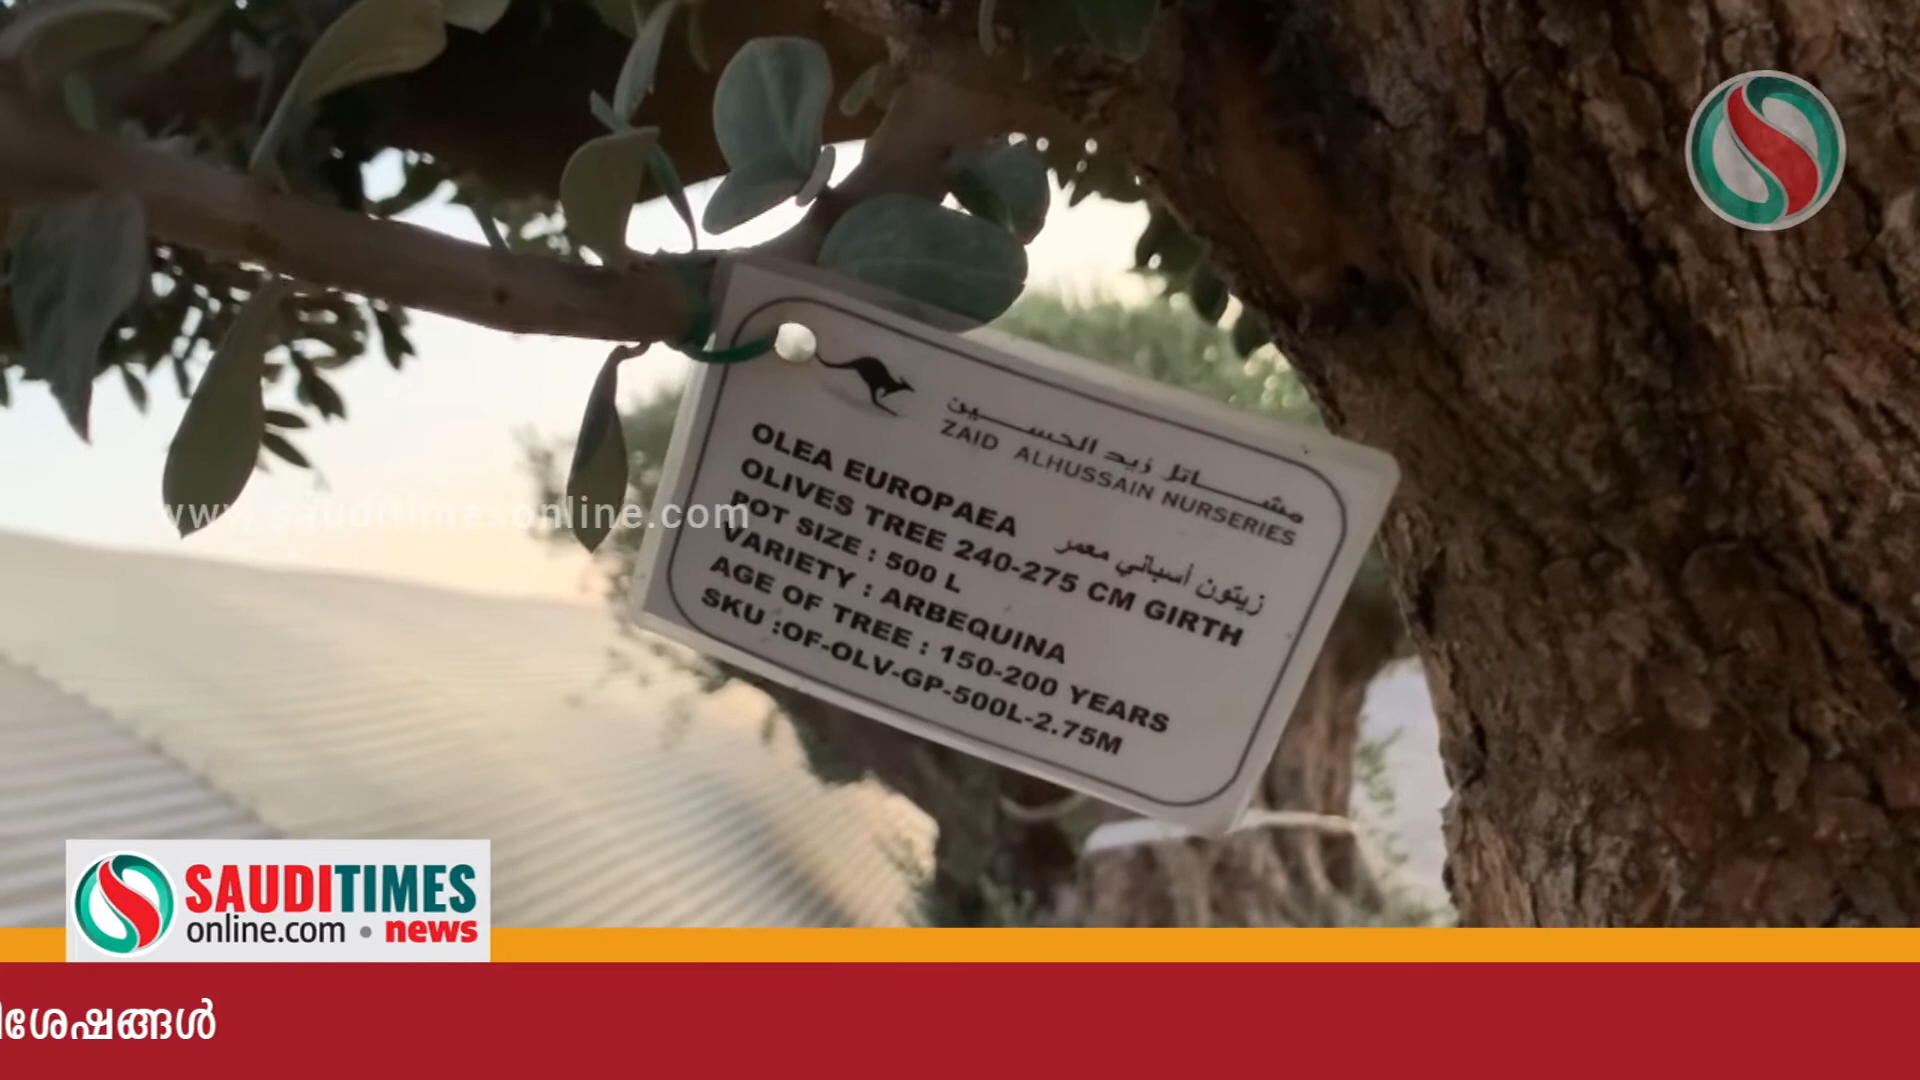 مشاتل زيد الحسين
ZAID ALHUSSAIN NURSERIES
OLEA EUROPAEA
زيتون أسباني معمر
OLIVES TREE 240-275 CM GIRTH
POT SIZE : 500 L
VARIETY : ARBEQUINA
AGE OF TREE : 150-200 YEARS
SKU :OF-OLV-GP-500L-2.75M
www.sauditimesonline.com
SAUDITIMES
online.com • news
ിശേഷങ്ങൾ